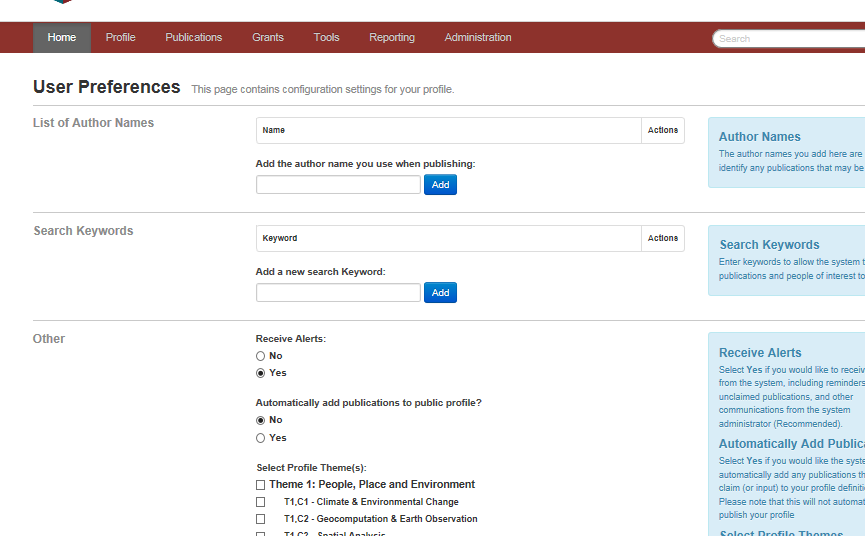 Home Profile Publications Grants Tools Reporting Administration Search
User Preferences This page contains configuration settings for your profile.
List of Author Names
Name Actions
Add the author name you use when publishing:
Add
Author Names
The author names you add here are
identify any publications that may be
Search Keywords
Keyword Actions
Add a new search Keyword:
Add
Search Keywords
Enter keywords to allow the system t
publications and people of interest to
Other
Receive Alerts:
No
Yes
Automatically add publications to public profile?
No
Yes
Select Profile Theme(s):
Theme 1: People, Place and Environment
T1,C1 - Climate & Environmental Change
T1,C2 - Geocomputation & Earth Observation
T1,C3 - Spatial Analysis
Receive Alerts
Select Yes if you would like to receiv
from the system, including reminders
unclaimed publications, and other
communications from the system
administrator (Recommended).
Automatically Add Publica
Select Yes if you would like the syste
automatically add any publications th
claim (or input) to your profile definiti
Please note that this will not automat
publish your profile
Select Profile Themes